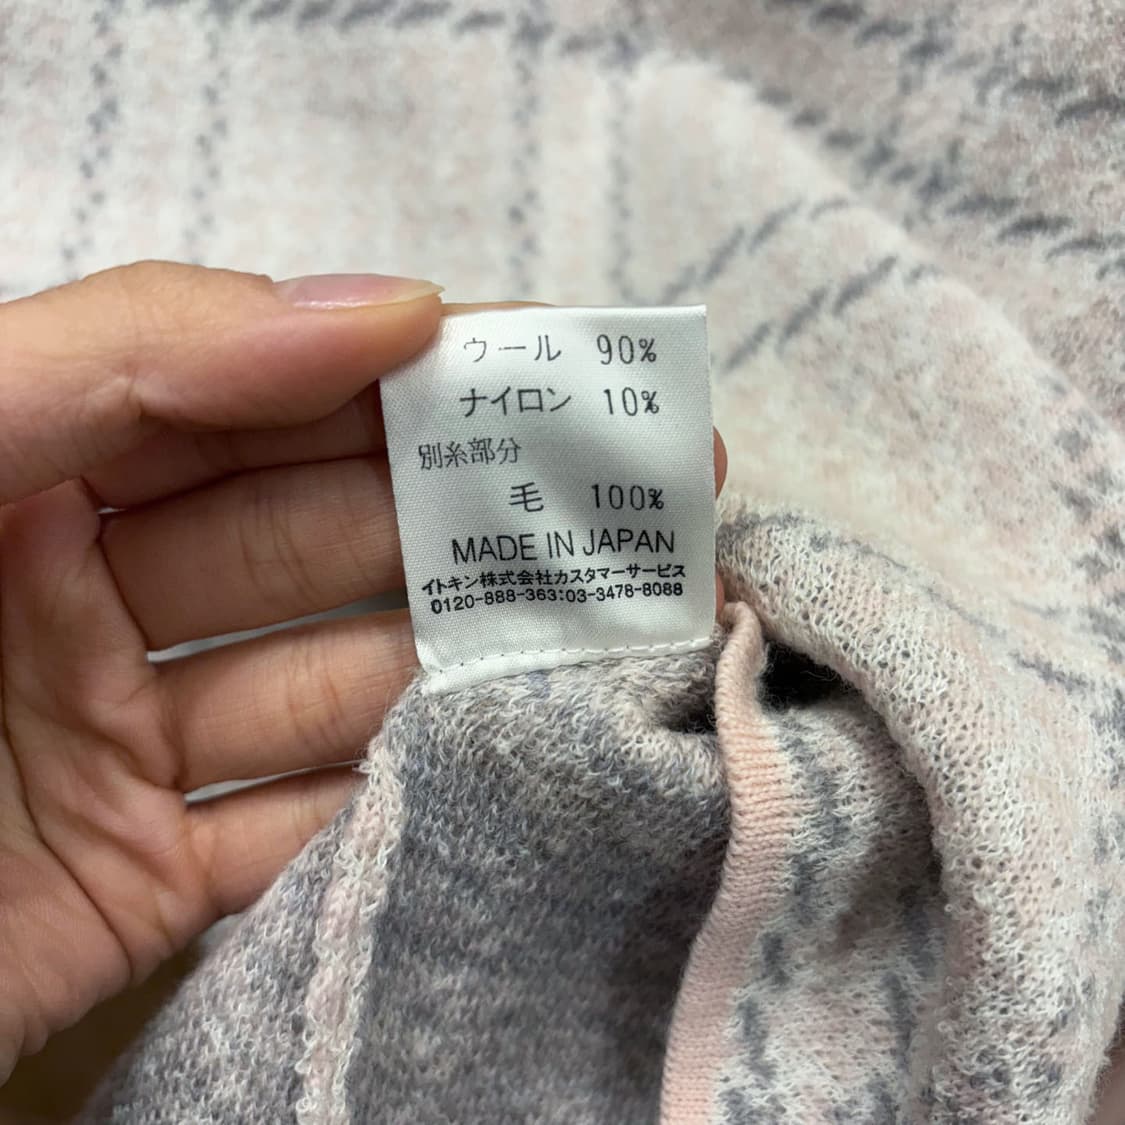 ウール 90%
ナイロン 10%
別糸部分
毛 100%
MADE IN JAPAN
イトキン株式会社カスタマーサービス
0120-888-363:03-3478-8088